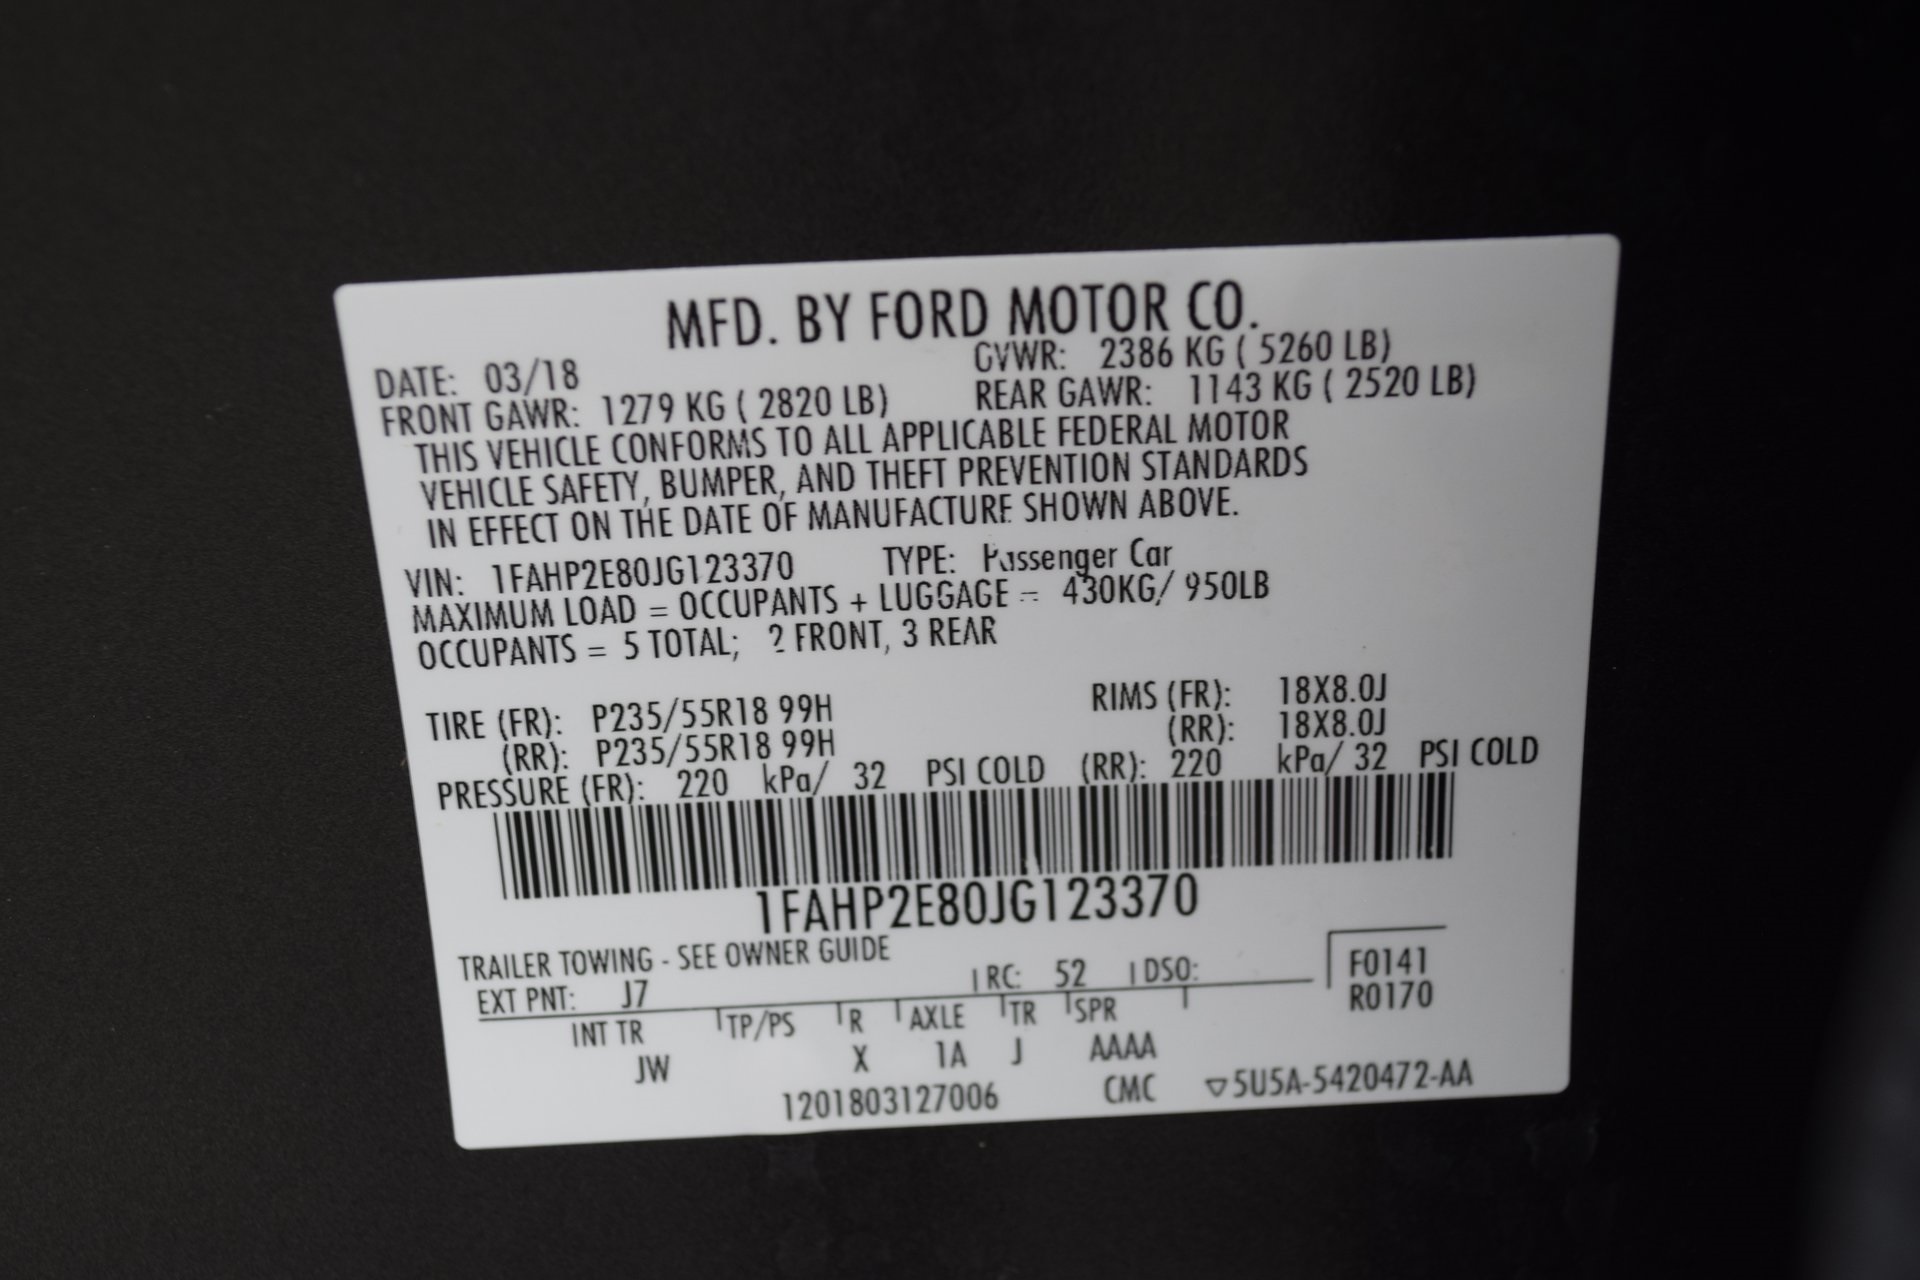 MFD. BY FORD MOTOR CO.
DATE: 03/18 GVWR: 2386 KG ( 5260 LB)
FRONT GAWR: 1279 KG ( 2820 LB) REAR GAWR: 1143 KG ( 2520 LB)
THIS VEHICLE CONFORMS TO ALL APPLICABLE FEDERAL MOTOR
VEHICLE SAFETY, BUMPER, AND THEFT PREVENTION STANDARDS
IN EFFECT ON THE DATE OF MANUFACTURE SHOWN ABOVE.
VIN: 1FAHP2E80JG123370 TYPE: Passenger Car
MAXIMUM LOAD = OCCUPANTS + LUGGAGE = 430KG/ 950LB
OCCUPANTS = 5 TOTAL; 2 FRONT, 3 REAR
TIRE (FR): P235/55R18 99H RIMS (FR): 18X8.0J
(RR): P235/55R18 99H (RR): 18X8.0J
PRESSURE (FR): 220 kPa/ 32 PSI COLD (RR): 220 kPa/ 32 PSI COLD
1FAHP2E80JG123370
TRAILER TOWING - SEE OWNER GUIDE
EXT PNT: J7 RC: 52 DSO: F0141
R0170
INT TR TP/PS R AXLE TR SPR
JW X 1A J AAAA
1201803127006 CMC ▽5U5A-5420472-AA